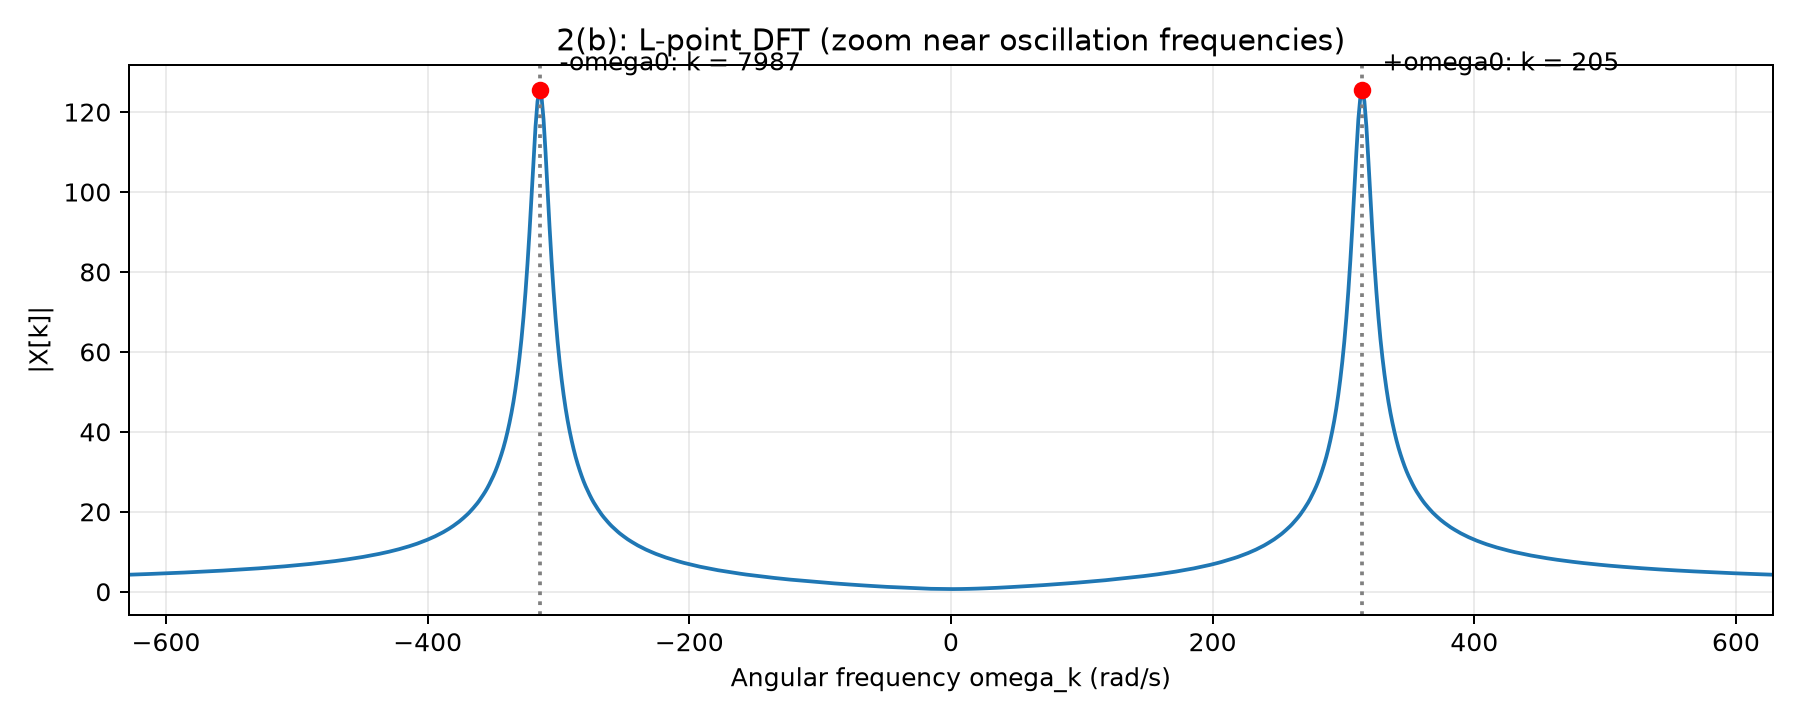 2(b): L-point DFT (zoom near oscillation frequencies)
-omega0: k = 7987
+omega0: k = 205
120
100
80
60
40
20
0
|X[k]|
−600
−400
−200
0
200
400
600
Angular frequency omega_k (rad/s)